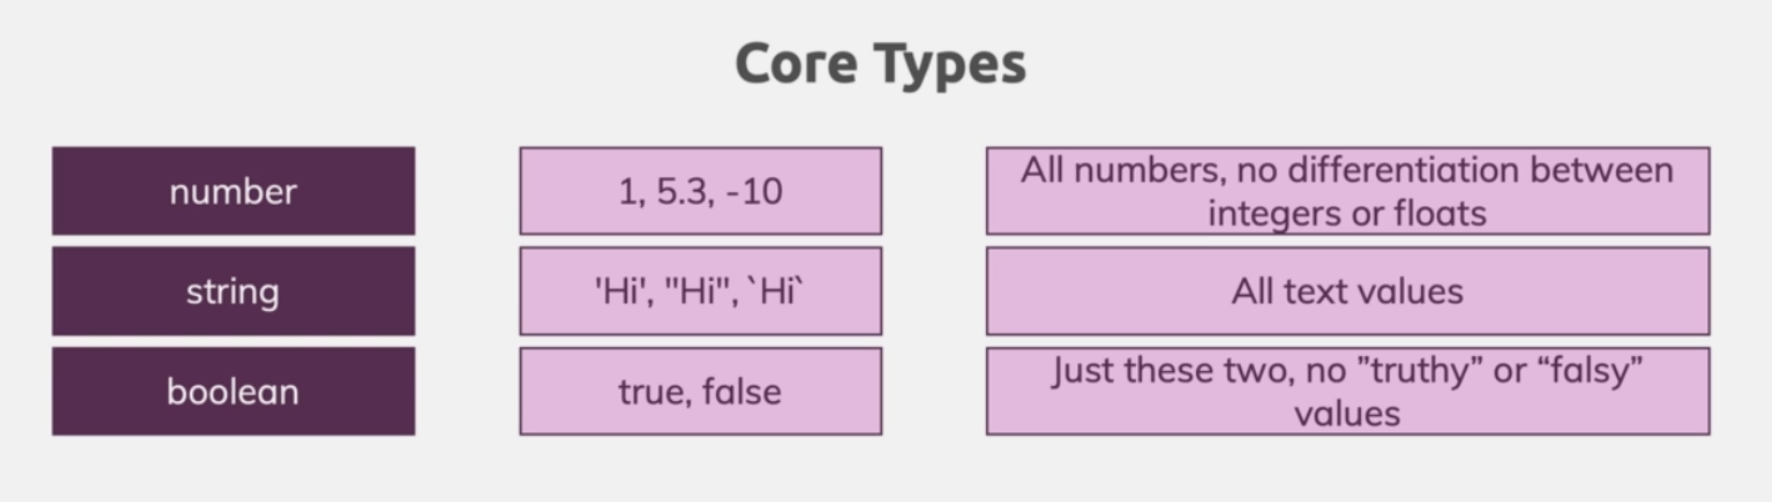 Core Types
number
1, 5.3, -10
All numbers, no differentiation between
integers or floats
string
'Hi', "Hi", `Hi`
All text values
boolean
true, false
Just these two, no ”truthy” or “falsy”
values